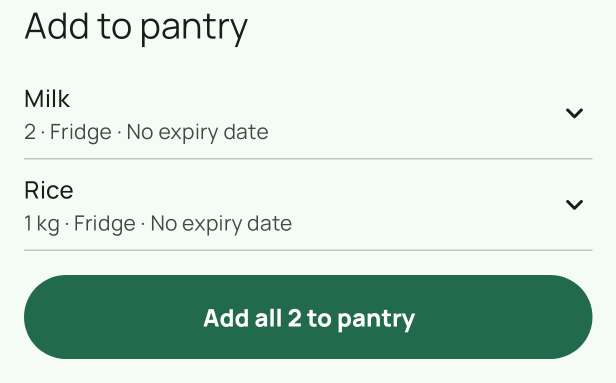 Add to pantry
Milk
2 · Fridge · No expiry date
Rice
1 kg · Fridge · No expiry date
Add all 2 to pantry